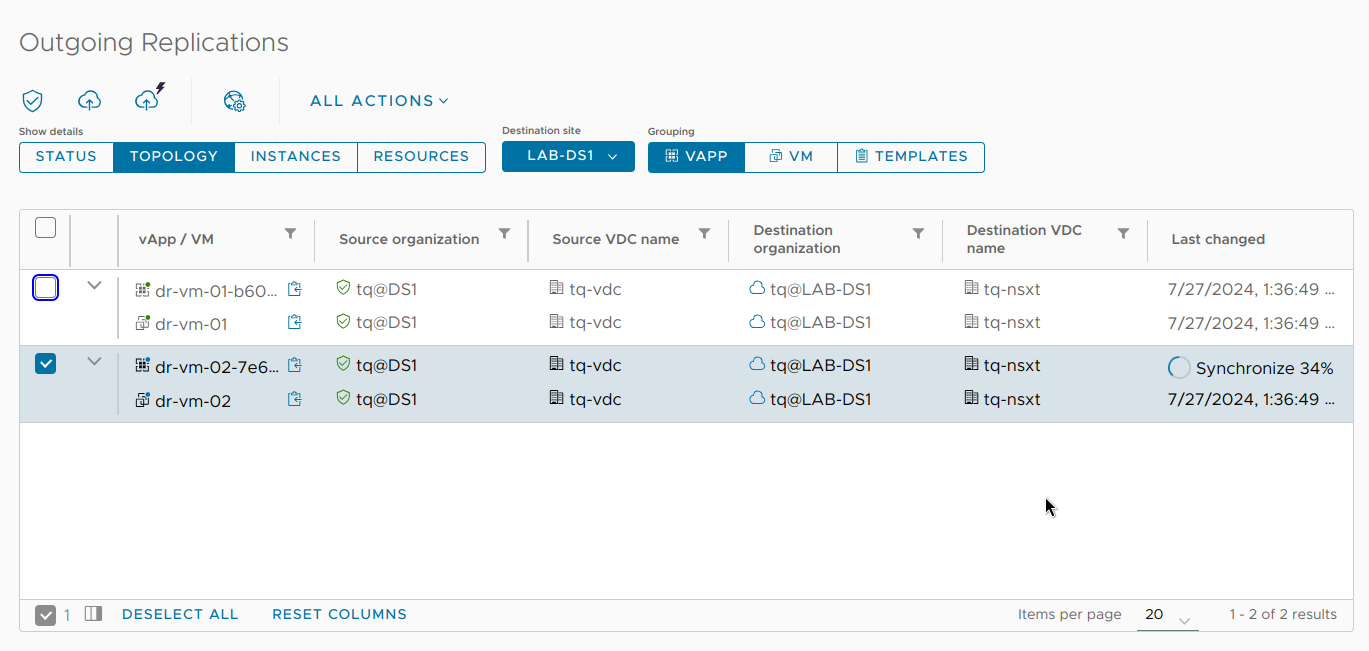 Outgoing Replications
ALL ACTIONS
Show details
Destination site
Grouping
STATUS TOPOLOGY INSTANCES RESOURCES LAB-DS1 VAPP VM TEMPLATES
vApp / VM Source organization Source VDC name Destination organization Destination VDC name Last changed
dr-vm-01-b60... tq@DS1 tq-vdc tq@LAB-DS1 tq-nsxt 7/27/2024, 1:36:49 ...
dr-vm-01 tq@DS1 tq-vdc tq@LAB-DS1 tq-nsxt 7/27/2024, 1:36:49 ...
dr-vm-02-7e6... tq@DS1 tq-vdc tq@LAB-DS1 tq-nsxt Synchronize 34%
dr-vm-02 tq@DS1 tq-vdc tq@LAB-DS1 tq-nsxt 7/27/2024, 1:36:49 ...
1 DESELECT ALL RESET COLUMNS Items per page 20 1 - 2 of 2 results